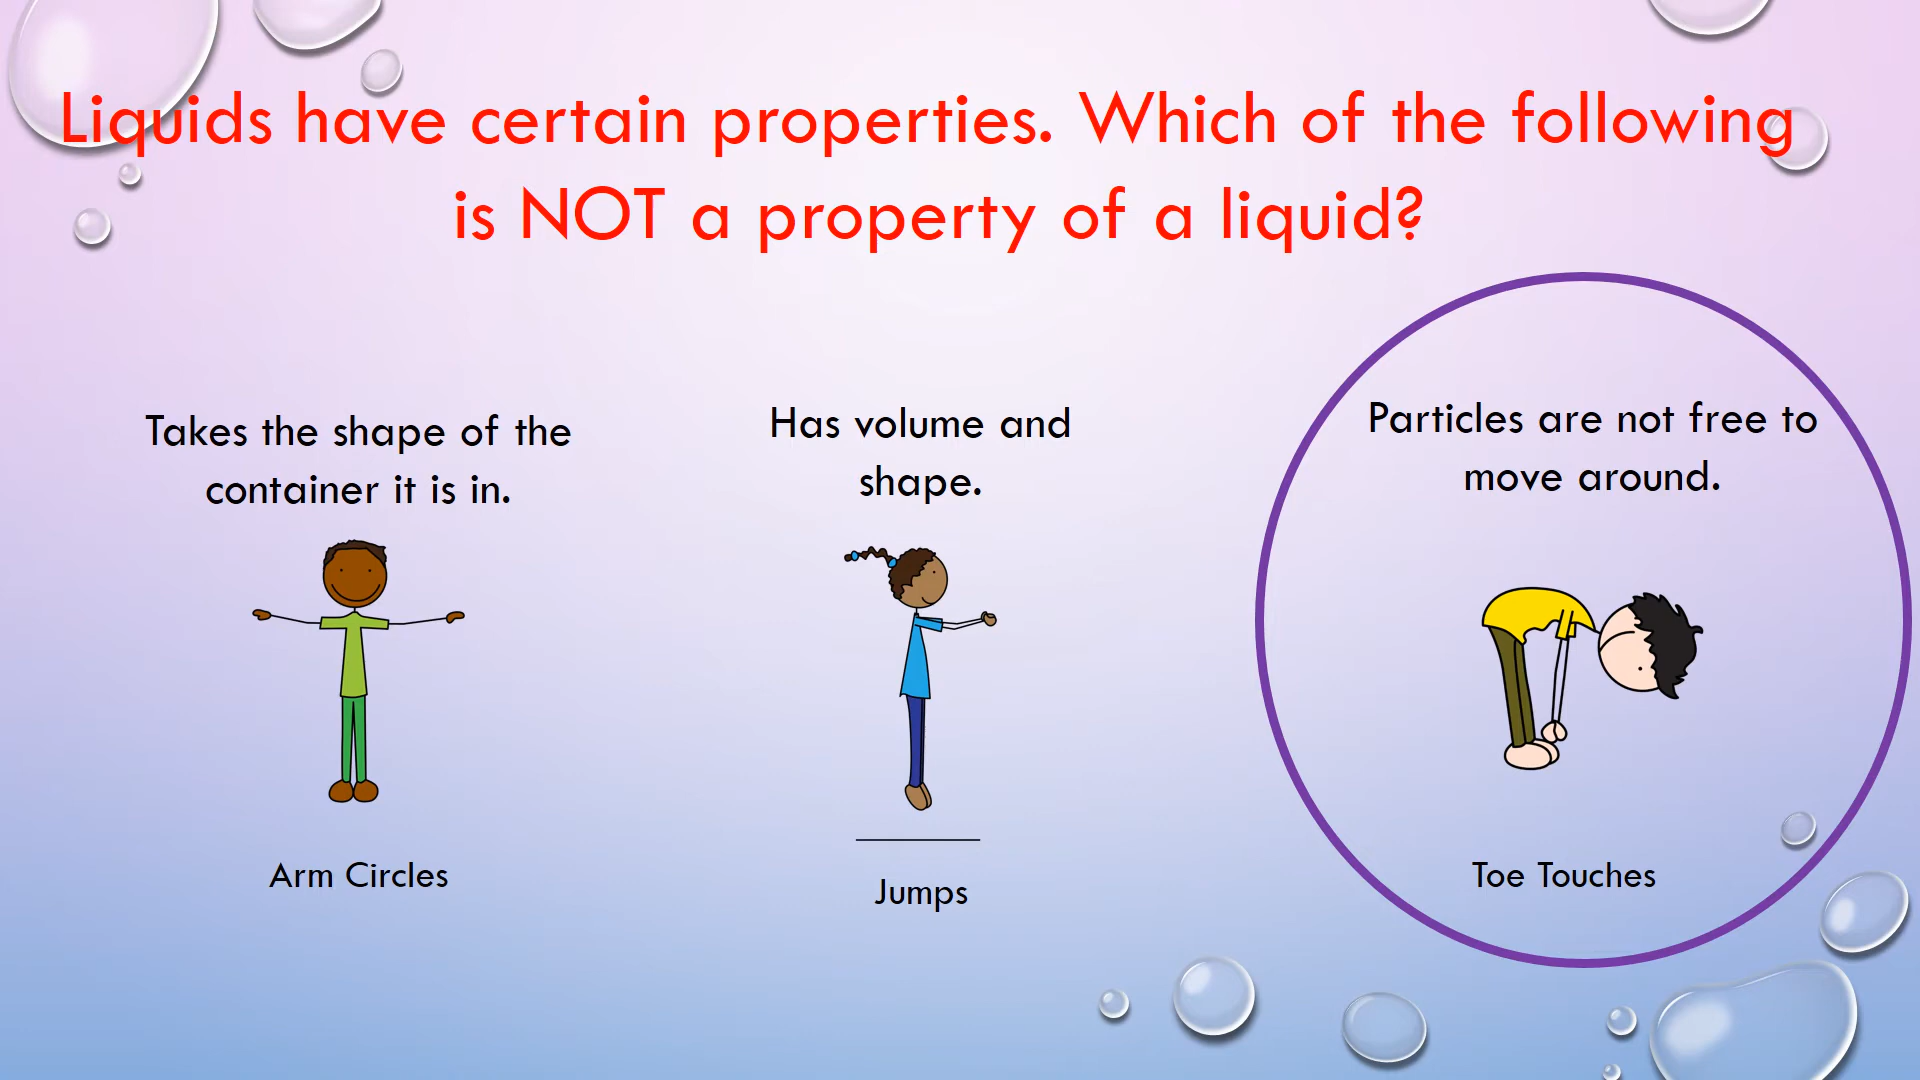 Liquids have certain properties. Which of the following
is NOT a property of a liquid?
Takes the shape of the
container it is in.
Arm Circles
Has volume and
shape.
Jumps
Particles are not free to
move around.
Toe Touches